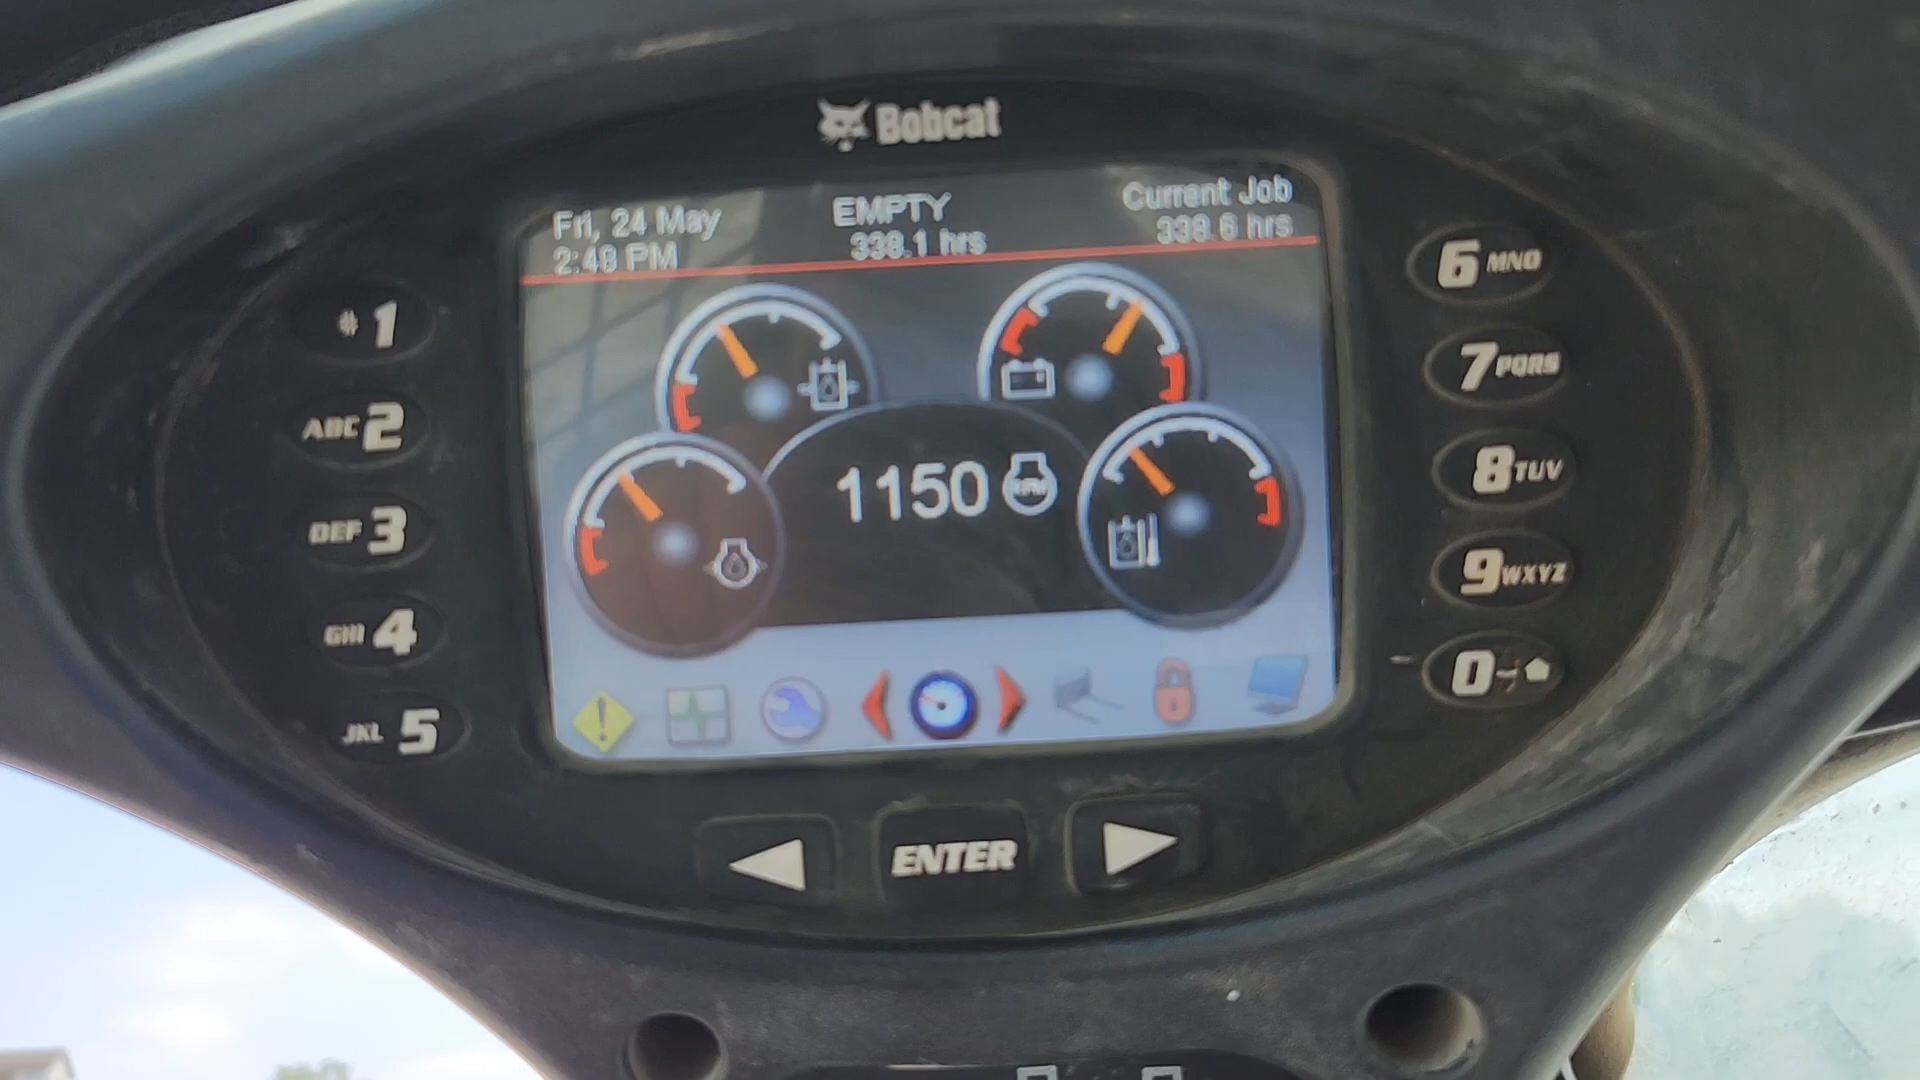 Bobcat
Fri, 24 May
2:48 PM
EMPTY
338.1 hrs
Current Job
338.6 hrs
1150 RPM
# 1
ABC 2
DEF 3
GHI 4
JKL 5
6 MNO
7 PQRS
8 TUV
9 WXYZ
0
ENTER